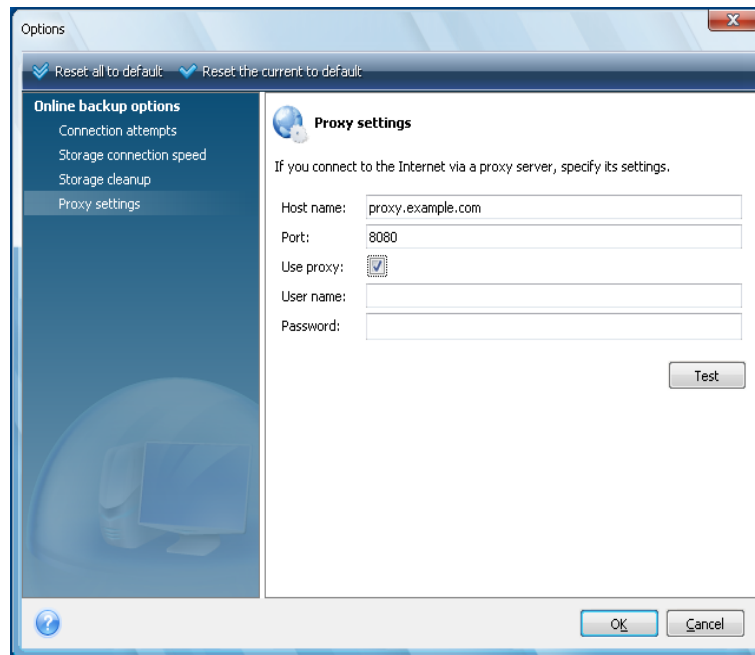 Options
Reset all to default Reset the current to default
Online backup options
Connection attempts
Storage connection speed
Storage cleanup
Proxy settings
Proxy settings
If you connect to the Internet via a proxy server, specify its settings.
Host name: proxy.example.com
Port: 8080
Use proxy:
User name:
Password:
Test
?
OK Cancel